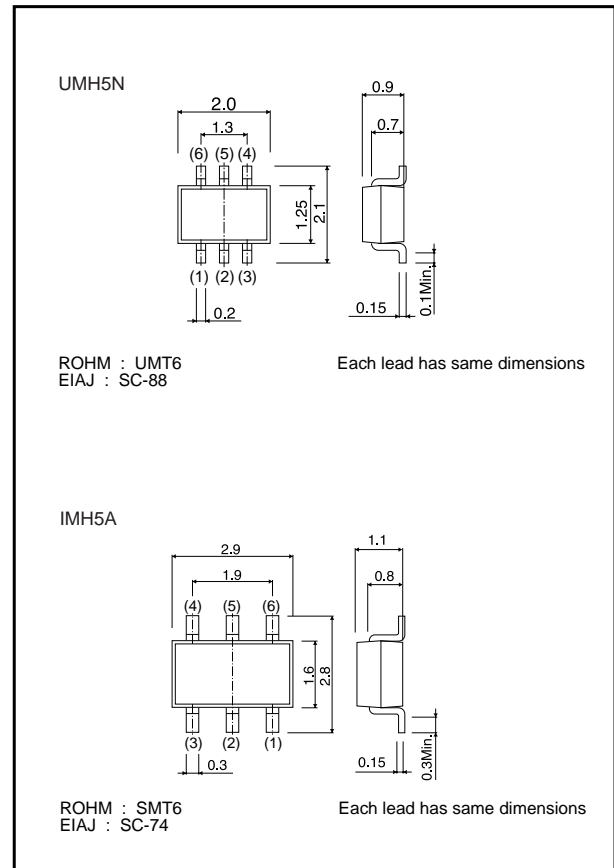 UMH5N
2.0
1.3
(6) (5) (4)
1.25
2.1
(1) (2) (3)
0.2
0.9
0.7
0.15
0.1Min.
ROHM : UMT6
EIAJ : SC-88
Each lead has same dimensions
IMH5A
2.9
1.9
(4) (5) (6)
1.6
2.8
(3) (2) (1)
0.3
1.1
0.8
0.15
0.3Min.
ROHM : SMT6
EIAJ : SC-74
Each lead has same dimensions